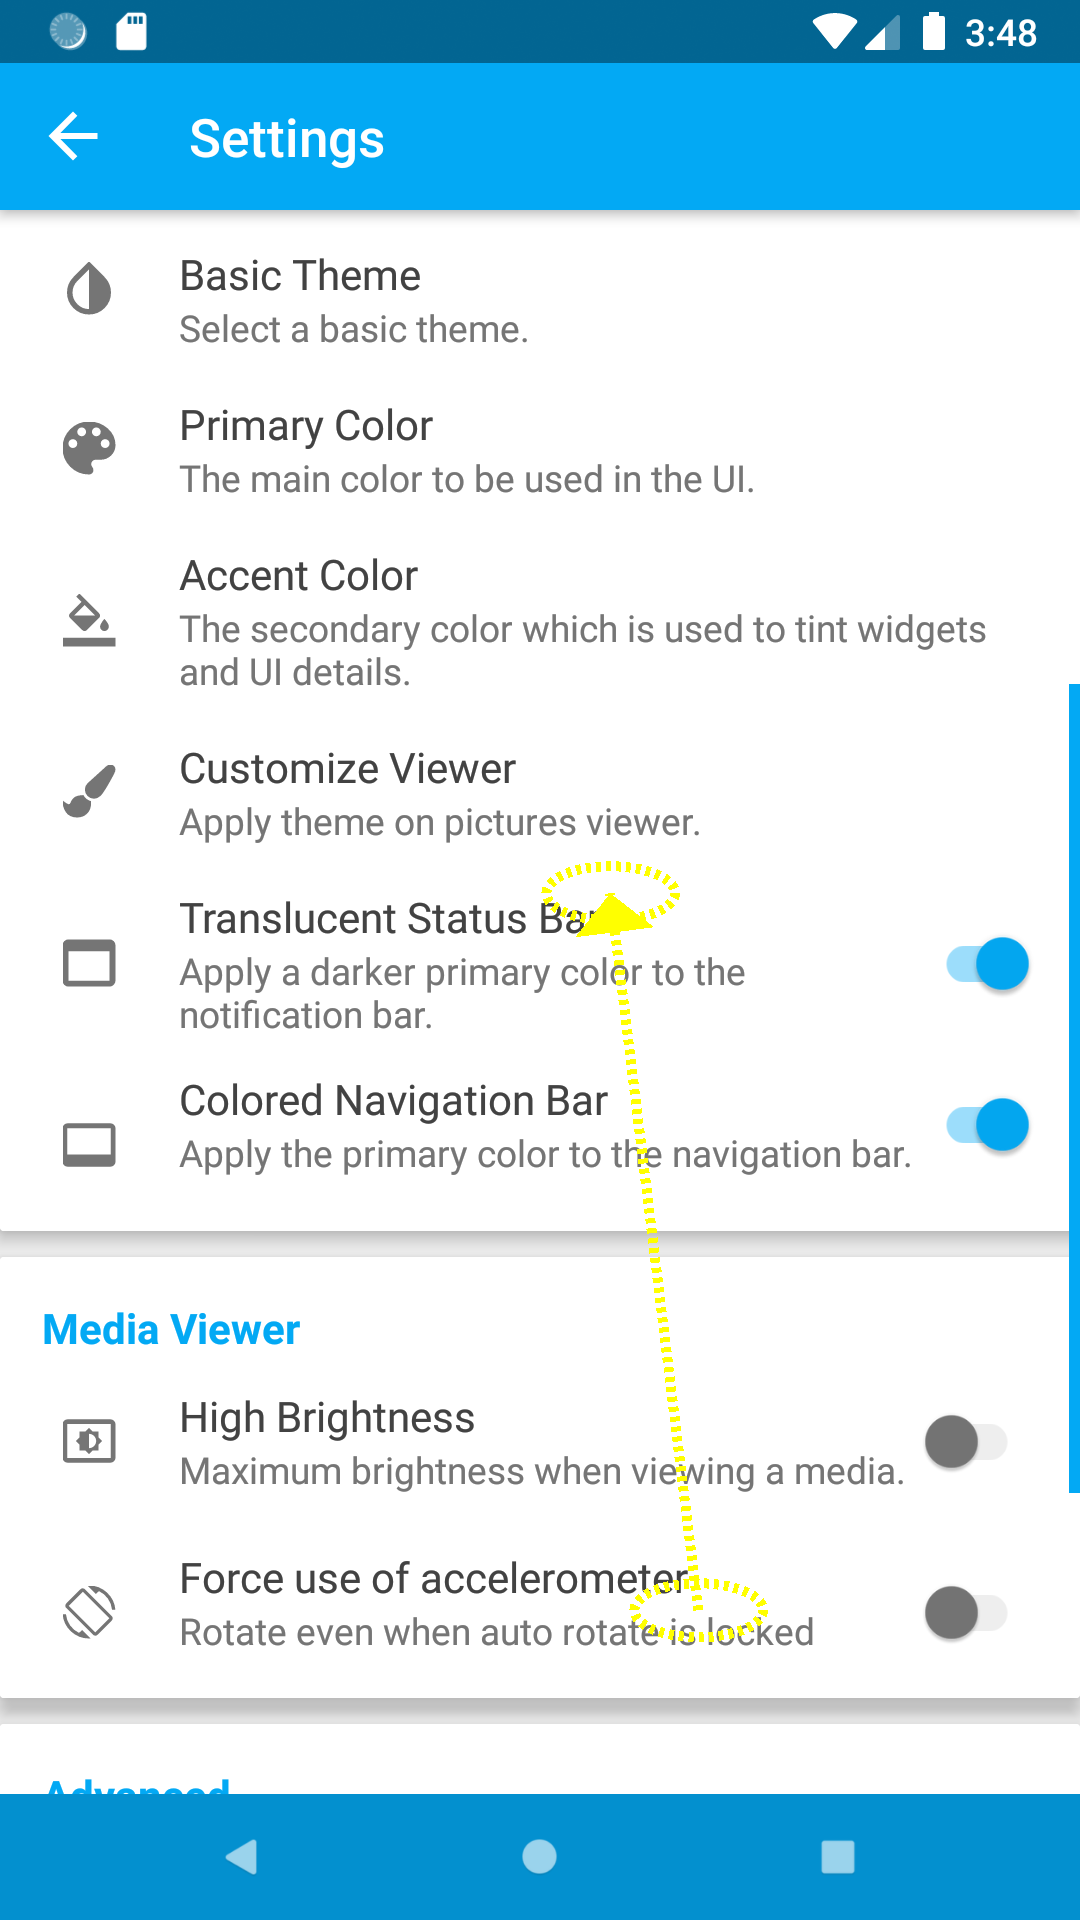 3:48
Settings
Basic Theme
Select a basic theme.
Primary Color
The main color to be used in the UI.
Accent Color
The secondary color which is used to tint widgets
and UI details.
Customize Viewer
Apply theme on pictures viewer.
Translucent Status Bar
Apply a darker primary color to the
notification bar.
Colored Navigation Bar
Apply the primary color to the navigation bar.
Media Viewer
High Brightness
Maximum brightness when viewing a media.
Force use of accelerometer
Rotate even when auto rotate is locked
Advanced